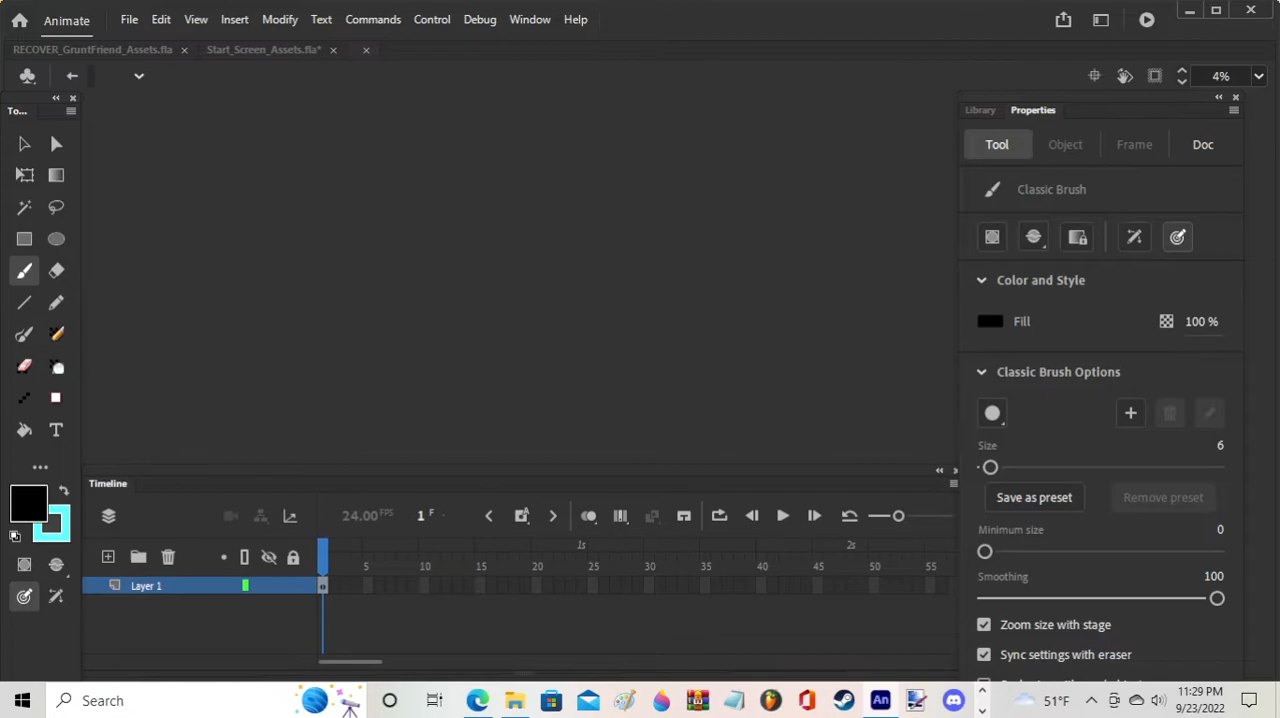 Animate File Edit View Insert Modify Text Commands Control Debug Window Help
RECOVER_GruntFriend_Assets.fla Start_Screen_Assets.fla*
4%
To...
Library Properties
Tool Object Frame Doc
Classic Brush
Color and Style
Fill 100 %
Classic Brush Options
Size 6
Save as preset Remove preset
Minimum size 0
Smoothing 100
Zoom size with stage
Sync settings with eraser
Timeline
24.00 FPS 1 F
1s 2s
5 10 15 20 25 30 35 40 45 50 55
Layer 1
Search An 51°F 11:29 PM
9/23/2022